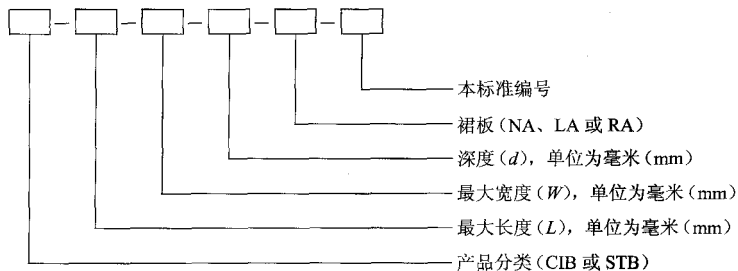 本标准编号
裙板(NA、LA 或 RA)
深度(d)，单位为毫米(mm)
最大宽度(W)，单位为毫米(mm)
最大长度(L)，单位为毫米(mm)
产品分类(CIB 或 STB)